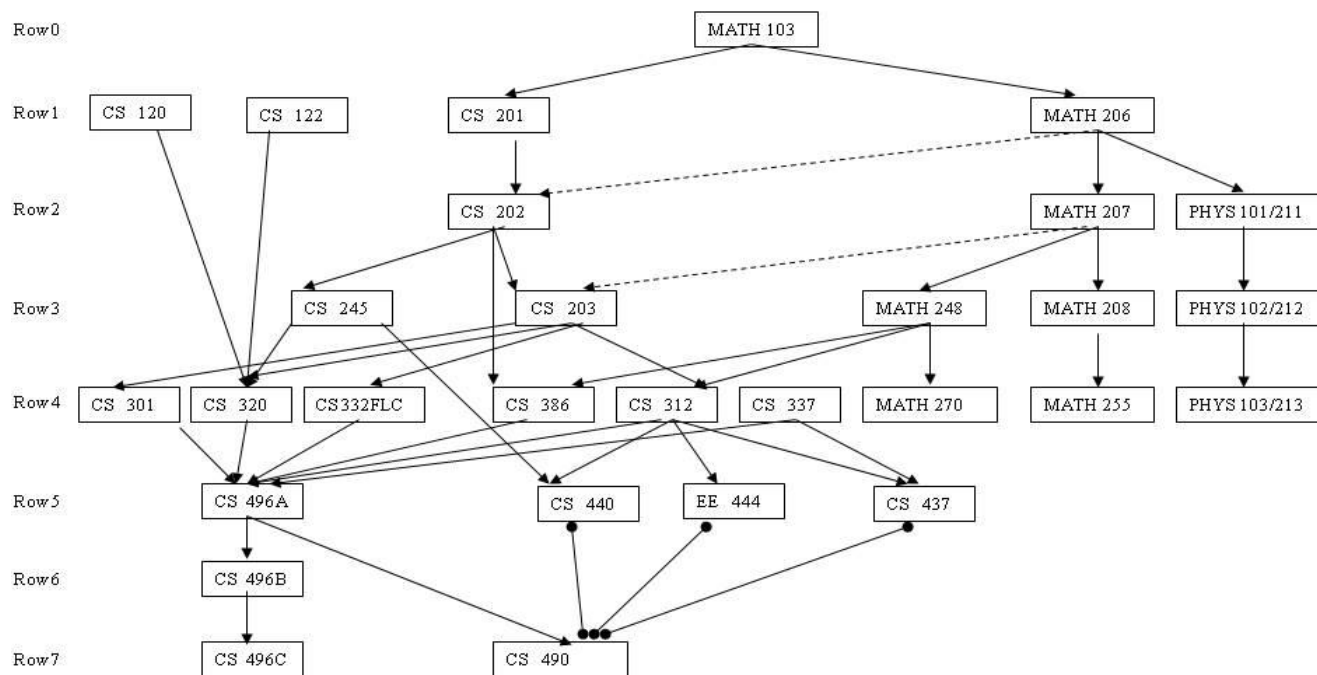 Row0 MATH 103
Row1 CS 120 CS 122 CS 201 MATH 206
Row2 CS 202 MATH 207 PHYS 101/211
Row3 CS 245 CS 203 MATH 248 MATH 208 PHYS 102/212
Row4 CS 301 CS 320 CS332FLC CS 386 CS 312 CS 337 MATH 270 MATH 255 PHYS 103/213
Row5 CS 496A CS 440 EE 444 CS 437
Row6 CS 496B
Row7 CS 496C CS 490